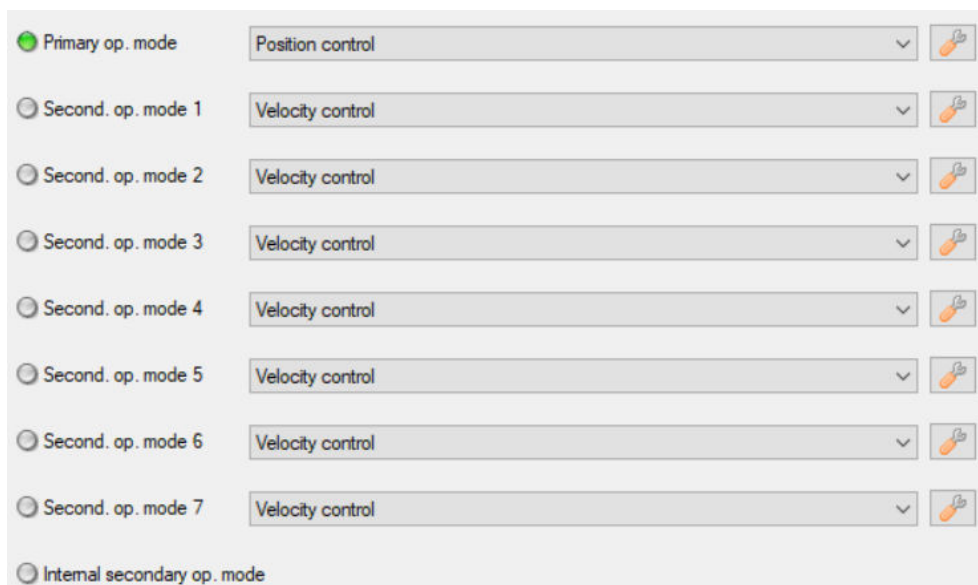 Primary op. mode Position control
Second. op. mode 1 Velocity control
Second. op. mode 2 Velocity control
Second. op. mode 3 Velocity control
Second. op. mode 4 Velocity control
Second. op. mode 5 Velocity control
Second. op. mode 6 Velocity control
Second. op. mode 7 Velocity control
Internal secondary op. mode